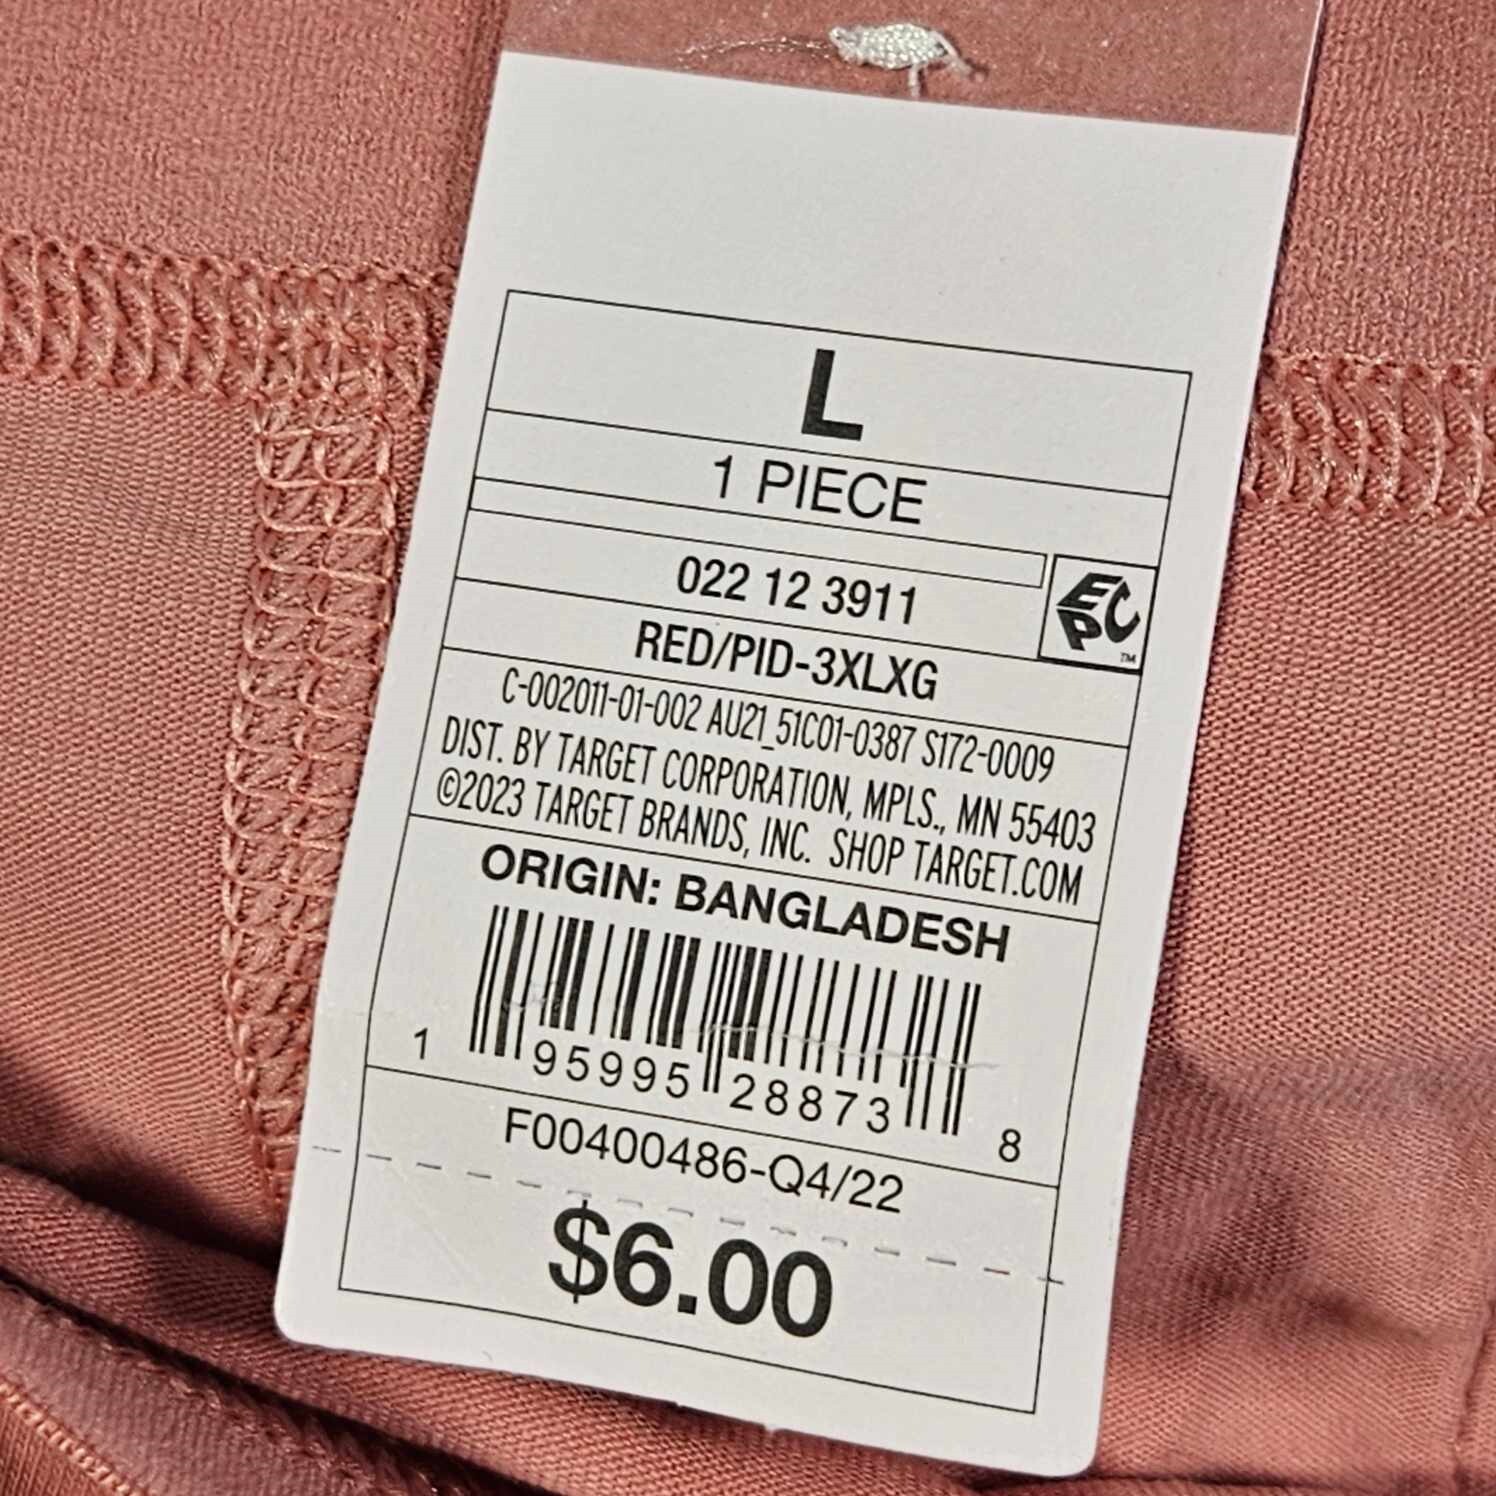 L
1 PIECE
022 12 3911
EPC™
RED/PID-3XLXG
C-002011-01-002 AU21_51C01-0387 S172-0009
DIST. BY TARGET CORPORATION, MPLS., MN 55403
©2023 TARGET BRANDS, INC. SHOP TARGET.COM
ORIGIN: BANGLADESH
1 95995 28873 8
F00400486-Q4/22
$6.00